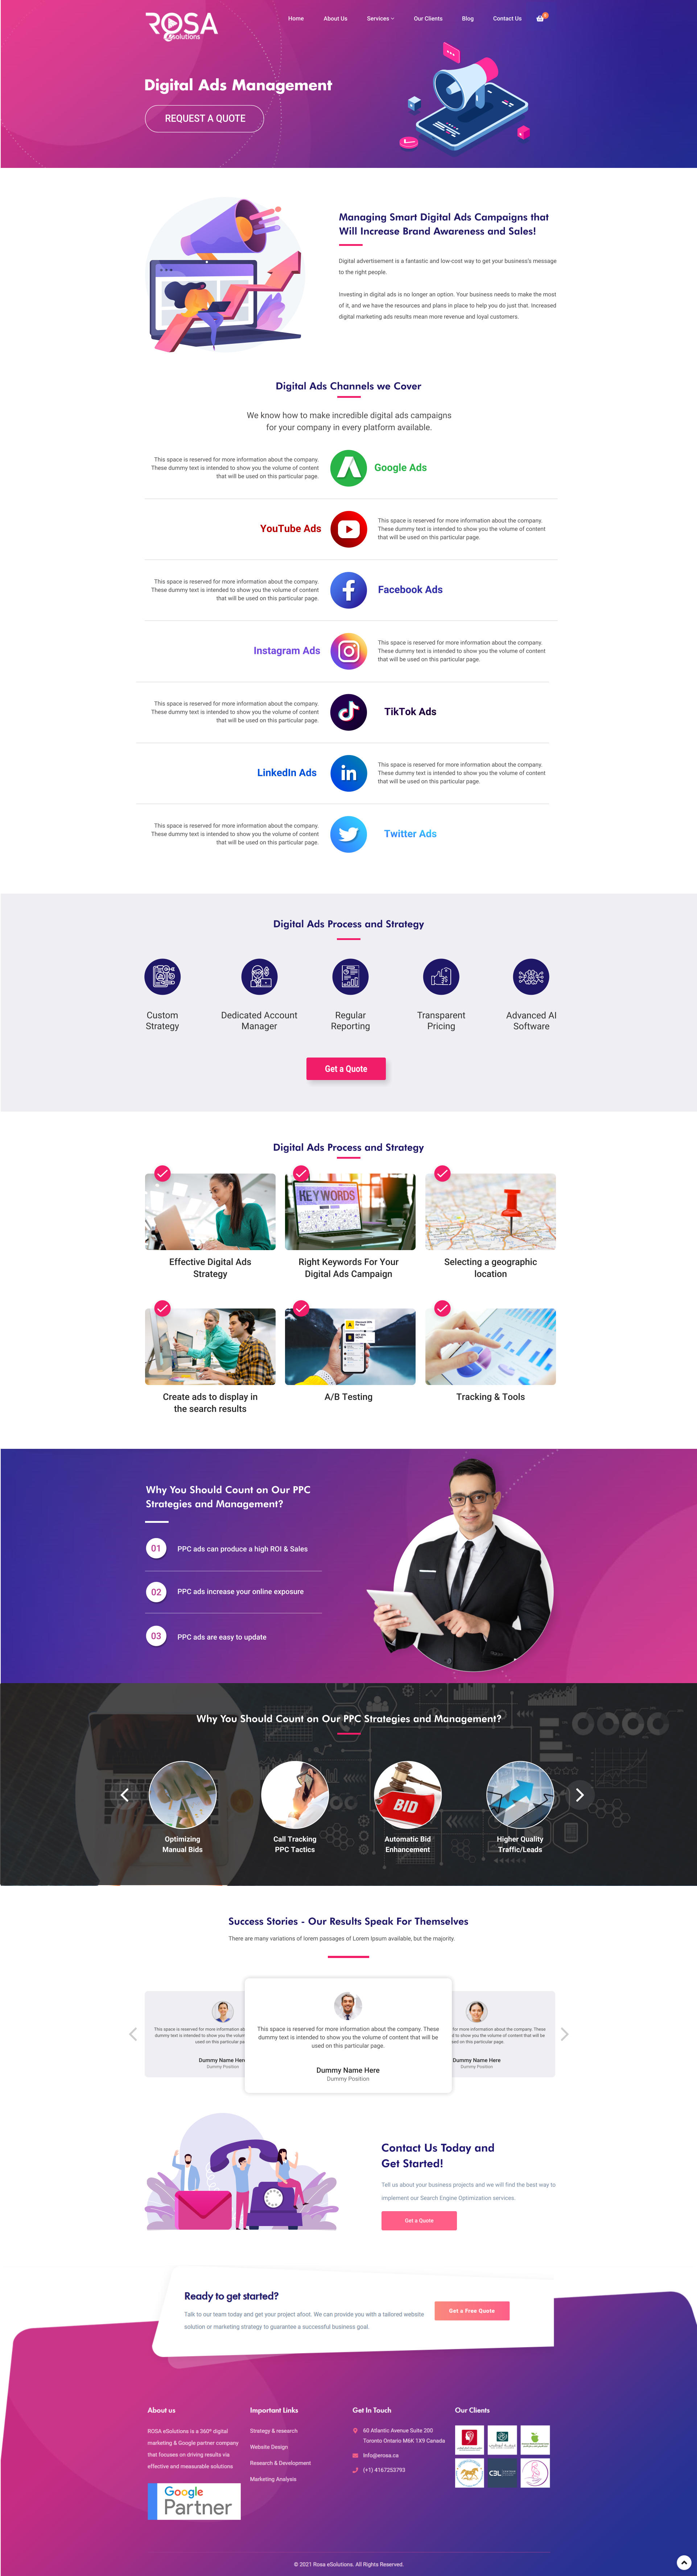 ROSA
eSolutions
Home
About Us
Services
Our Clients
Blog
Contact Us
Digital Ads Management
REQUEST A QUOTE
Managing Smart Digital Ads Campaigns that
Will Increase Brand Awareness and Sales!
Digital advertisement is a fantastic and low-cost way to get your business's message
to the right people.
Investing in digital ads is no longer an option. Your business needs to make the most
of it, and we have the resources and plans in place to help you do just that. Increased
digital marketing ads results mean more revenue and loyal customers.
Digital Ads Channels we Cover
We know how to make incredible digital ads campaigns
for your company in every platform available.
This space is reserved for more information about the company.
These dummy text is intended to show you the volume of content
that will be used on this particular page.
Google Ads
YouTube Ads
This space is reserved for more information about the company.
These dummy text is intended to show you the volume of content
that will be used on this particular page.
This space is reserved for more information about the company.
These dummy text is intended to show you the volume of content
that will be used on this particular page.
Facebook Ads
Instagram Ads
This space is reserved for more information about the company.
These dummy text is intended to show you the volume of content
that will be used on this particular page.
This space is reserved for more information about the company.
These dummy text is intended to show you the volume of content
that will be used on this particular page.
TikTok Ads
LinkedIn Ads
in
This space is reserved for more information about the company.
These dummy text is intended to show you the volume of content
that will be used on this particular page.
This space is reserved for more information about the company.
These dummy text is intended to show you the volume of content
that will be used on this particular page.
Twitter Ads
Digital Ads Process and Strategy
Custom
Strategy
Dedicated Account
Manager
Regular
Reporting
Transparent
Pricing
Advanced AI
Software
Get a Quote
Digital Ads Process and Strategy
KEYWORDS
Effective Digital Ads
Strategy
Right Keywords For Your
Digital Ads Campaign
Selecting a geographic
location
Create ads to display in
the search results
A/B Testing
Tracking & Tools
Why You Should Count on Our PPC
Strategies and Management?
01
PPC ads can produce a high ROI & Sales
02
PPC ads increase your online exposure
03
PPC ads are easy to update
Why You Should Count on Our PPC Strategies and Management?
BID
Optimizing
Manual Bids
Call Tracking
PPC Tactics
Automatic Bid
Enhancement
Higher Quality
Traffic/Leads
Success Stories - Our Results Speak For Themselves
There are many variations of lorem passages of Lorem Ipsum available, but the majority.
This space is reserved for more information ab
dummy text is intended to show you the volum
used on this particular pa
Dummy Name Her
Dummy Position
This space is reserved for more information about the company. These
dummy text is intended to show you the volume of content that will be
used on this particular page.
Dummy Name Here
Dummy Position
for more information about the company. These
d to show you the volume of content that will be
sed on this particular page
Dummy Name Here
Dummy Position
Contact Us Today and
Get Started!
Tell us about your business projects and we will find the best way to
implement our Search Engine Optimization services.
Get a Quote
Ready to get started?
Talk to our team today and get your project afoot. We can provide you with a tailored website
solution or marketing strategy to guarantee a successful business goal.
Get a Free Quote
About us
ROSA eSolutions is a 360º digital
marketing & Google partner company
that focuses on driving results via
effective and measurable solutions
Google
Partner
Important Links
Strategy & research
Website Design
Research & Development
Marketing Analysis
Get In Touch
60 Atlantic Avenue Suite 200
Toronto Ontario M6K 1X9 Canada
Info@erosa.ca
(+1) 4167253793
Our Clients
CBL
© 2021 Rosa eSolutions. All Rights Reserved.